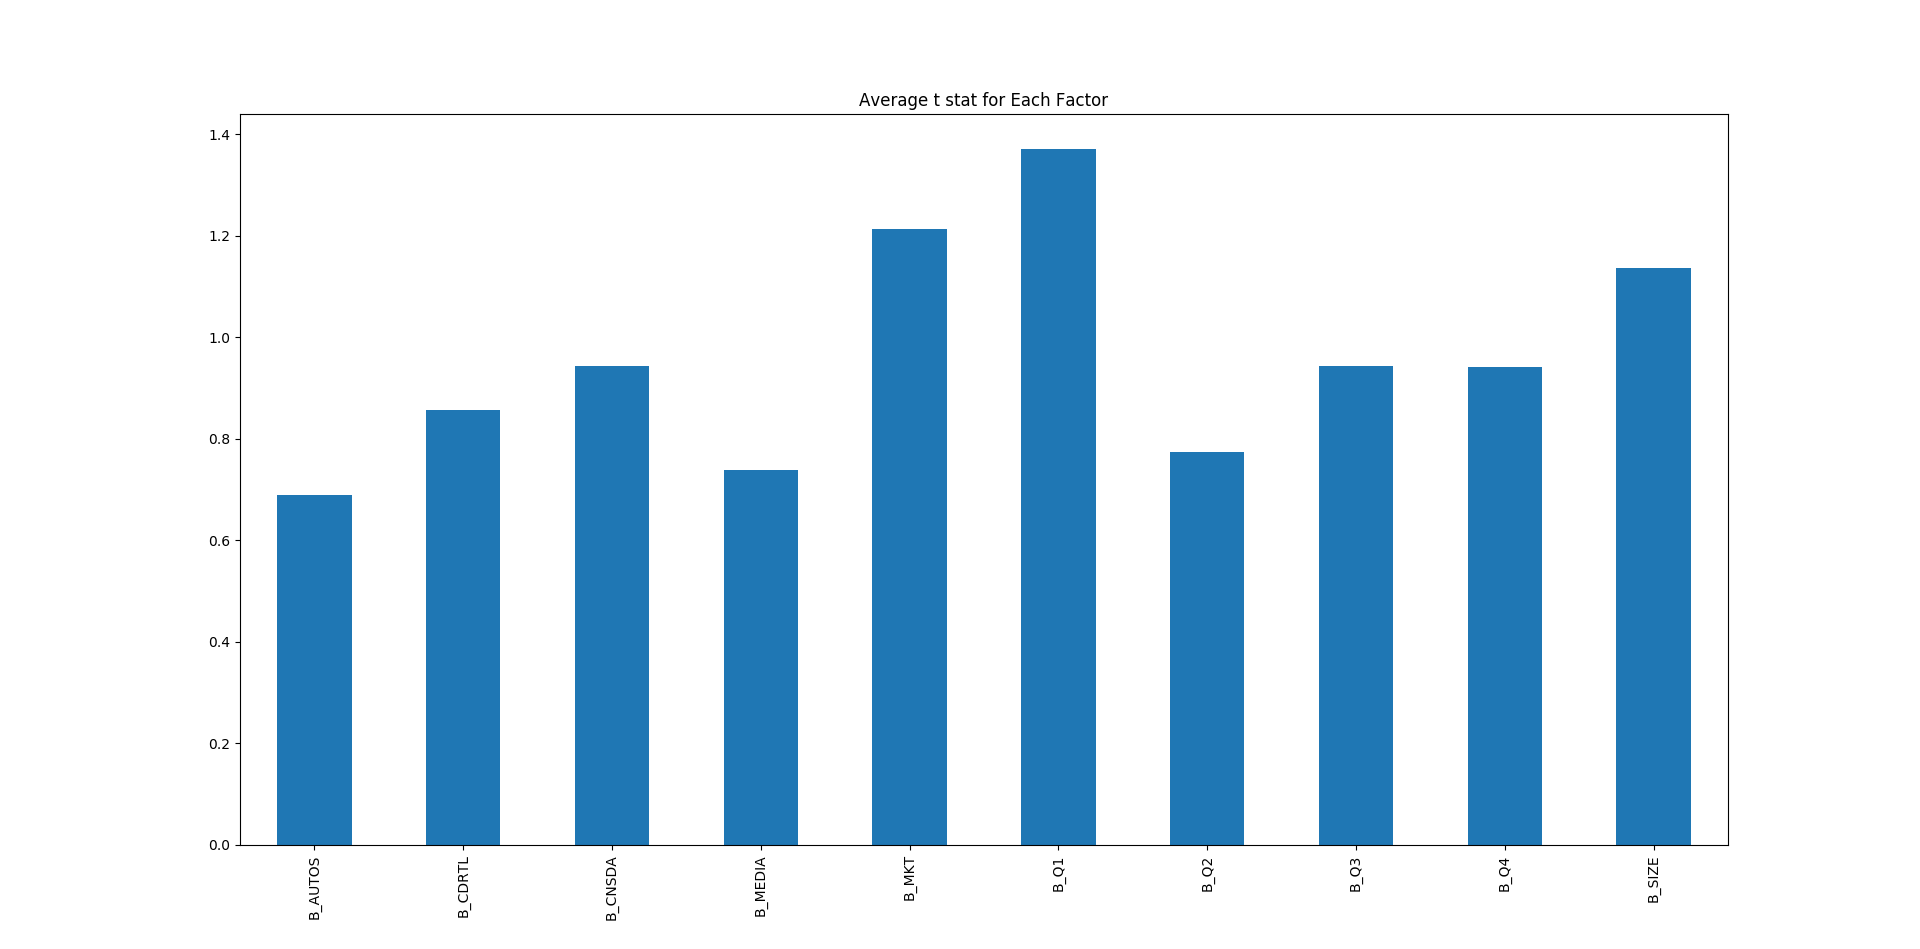 Average t stat for Each Factor
1.4
1.2
1.0
0.8
0.6
0.4
0.2
0.0
B_AUTOS
B_CDRTL
B_CNSDA
B_MEDIA
B_MKT
B_Q1
B_Q2
B_Q3
B_Q4
B_SIZE